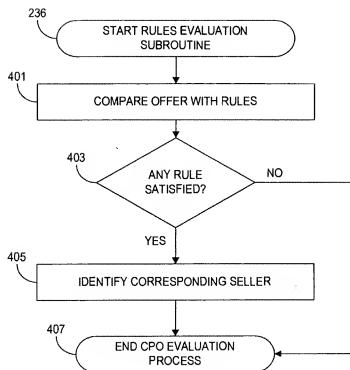 236
START RULES EVALUATION
SUBROUTINE
401
COMPARE OFFER WITH RULES
403
ANY RULE
SATISFIED?
NO
YES
405
IDENTIFY CORRESPONDING SELLER
407
END CPO EVALUATION
PROCESS